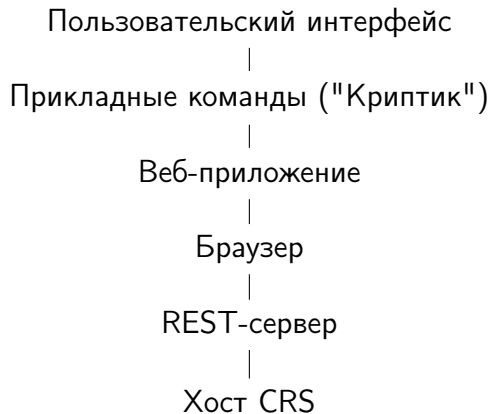 Пользовательский интерфейс
Прикладные команды ("Криптик")
Веб-приложение
Браузер
REST-сервер
Хост CRS